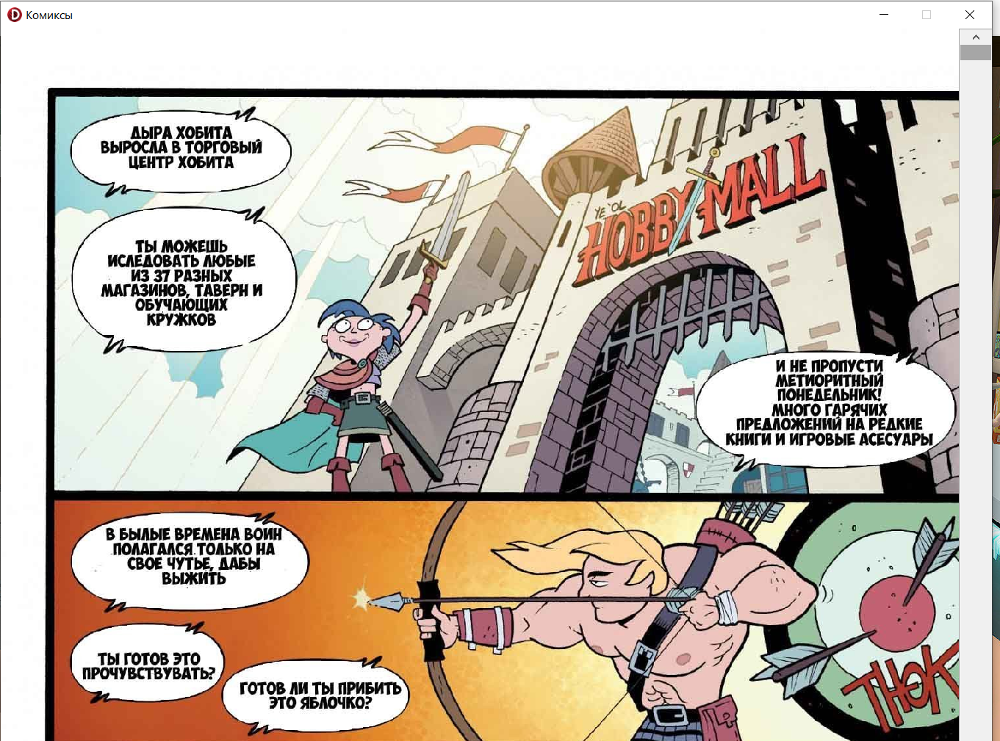 Комиксы
ДЫРА ХОБИТА
ВЫРОСЛА В ТОРГОВЫЙ
ЦЕНТР ХОБИТА
YE 'OL
HOBBY MALL
ТЫ МОЖЕШЬ
ИСЛЕДОВАТЬ ЛЮБЫЕ
ИЗ 37 РАЗНЫХ
МАГАЗИНОВ, ТАВЕРН И
ОБУЧАЮЩИХ
КРУЖКОВ
И НЕ ПРОПУСТИ
МЕТИОРИТНЫЙ
ПОНЕДЕЛЬНИК!
МНОГО ГАРЯЧИХ
ПРЕДЛОЖЕНИЙ НА РЕДКИЕ
КНИГИ И ИГРОВЫЕ АСЕСУАРЫ
В БЫЛЫЕ ВРЕМЕНА ВОИН
ПОЛАГАЛСЯ ТОЛЬКО НА
СВОЕ ЧУТЬЕ, ДАБЫ
ВЫЖИТЬ
ТЫ ГОТОВ ЭТО
ПРОЧУВСТВУВАТЬ?
ГОТОВ ЛИ ТЫ ПРИБИТЬ
ЭТО ЯБЛОЧКО?
THOK